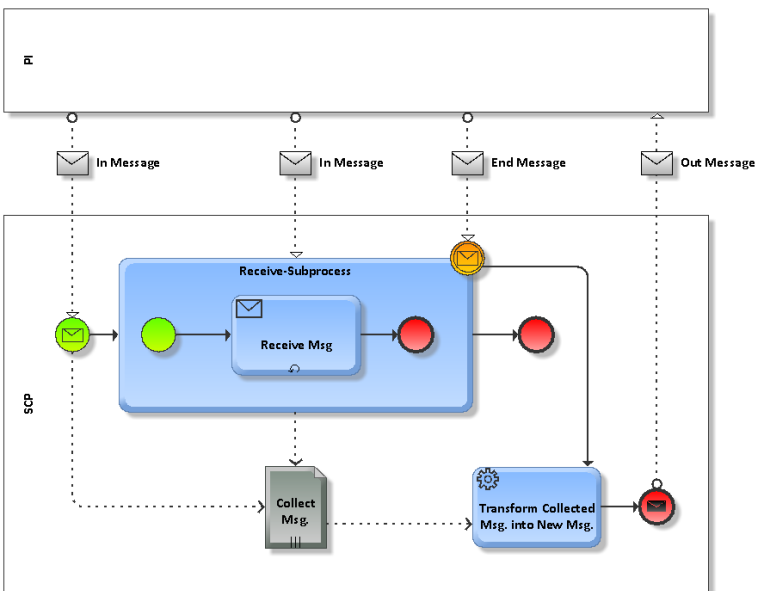 PI
In Message
In Message
End Message
Out Message
SCP
Receive-Subprocess
Receive Msg
Collect
Msg.
Transform Collected
Msg. into New Msg.